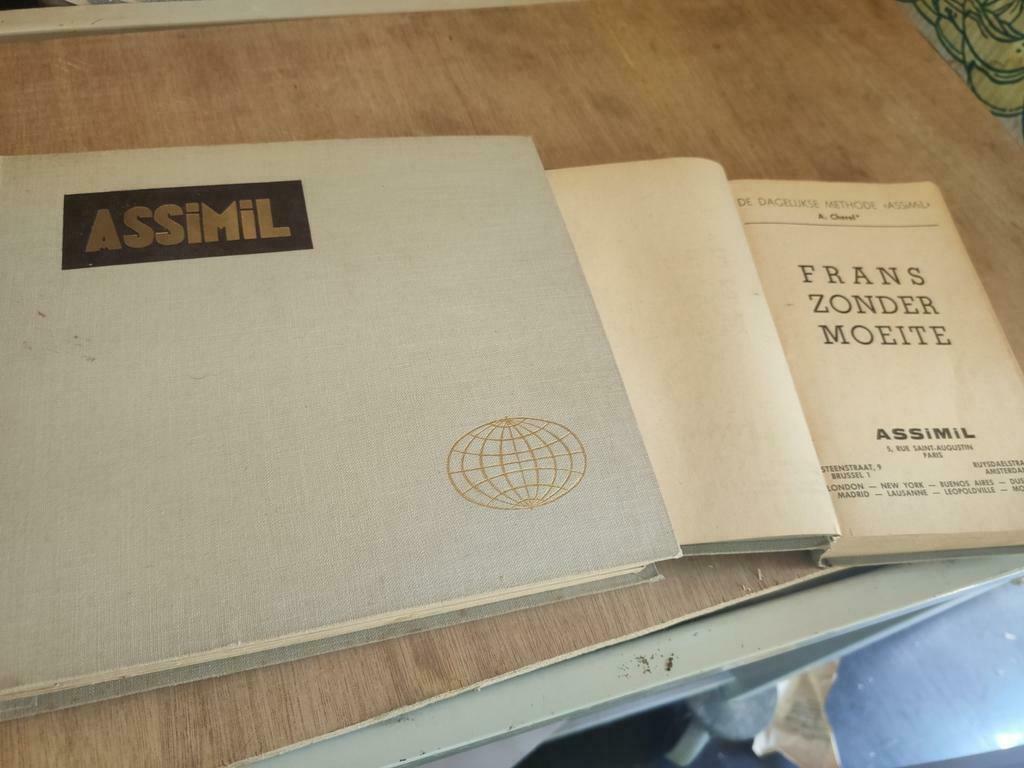 ASSiMiL
DE DAGELIJKSE METHODE «ASSiMiL»
A. Cherel*
FRANS
ZONDER
MOEITE
ASSiMiL
5, RUE SAINT-AUGUSTIN
PARIS
STEENSTRAAT, 9
BRUSSEL 1
LONDON — NEW YORK — BUENOS AIRES —
MADRID — LAUSANNE — LEOPOLDVILLE —